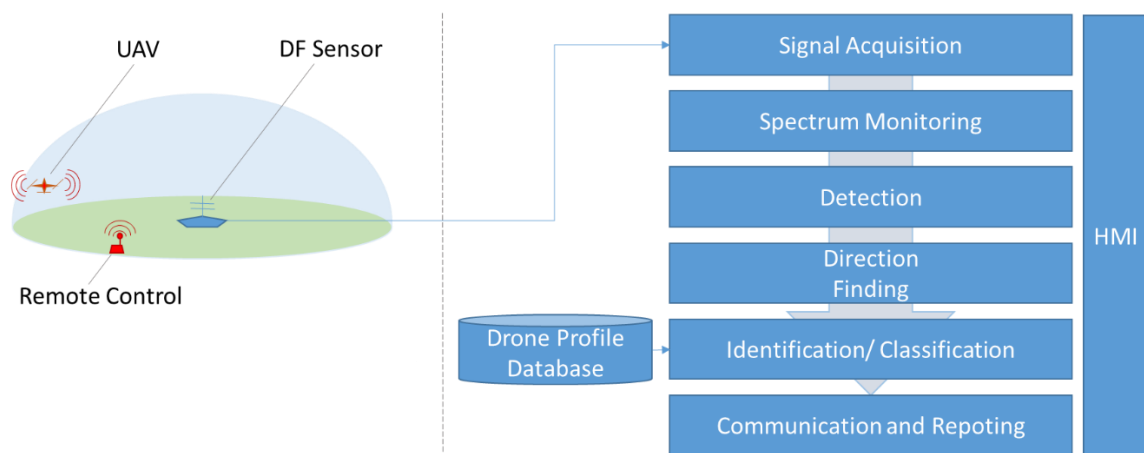 UAV
DF Sensor
Remote Control
Signal Acquisition
Spectrum Monitoring
Detection
Direction
Finding
Drone Profile
Database
Identification/ Classification
Communication and Repoting
HMI